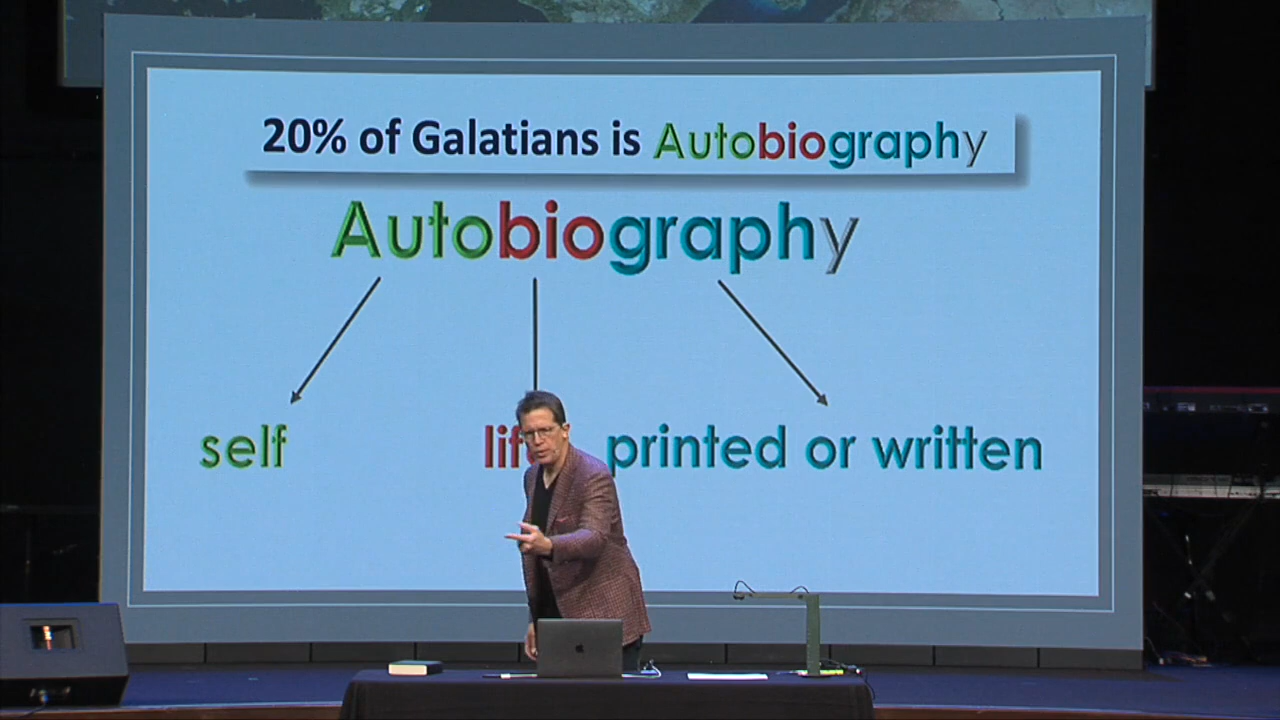 20% of Galatians is Autobiography
Autobiography
self lif printed or written